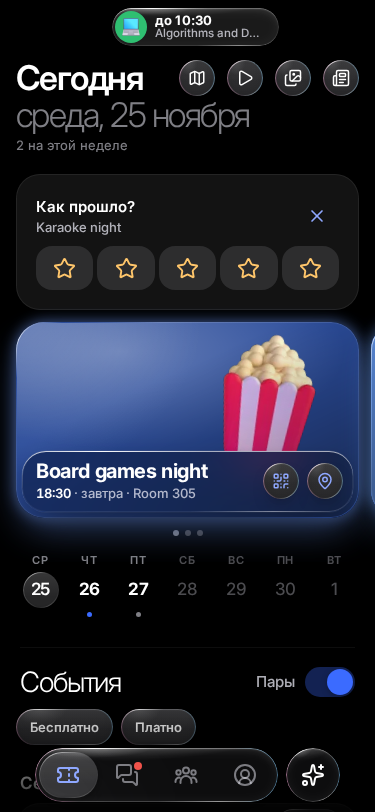 до 10:30
Algorithms and D...
Сегодня
среда, 25 ноября
2 на этой неделе
Как прошло?
Karaoke night
Board games night
18:30 · завтра · Room 305
СР ЧТ ПТ СБ ВС ПН ВТ
25 26 27 28 29 30 1
События
Пары
Бесплатно Платно